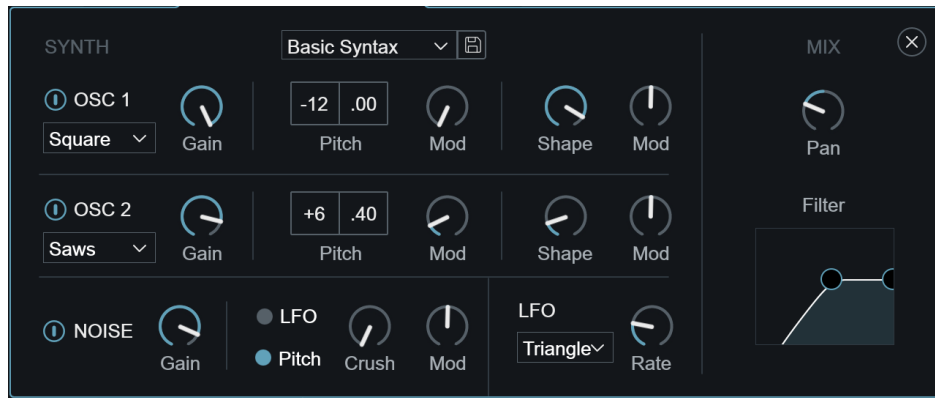 SYNTH
Basic Syntax
MIX
OSC 1
Square
Gain
-12 .00
Pitch
Mod
Shape
Mod
Pan
OSC 2
Saws
Gain
+6 .40
Pitch
Mod
Shape
Mod
Filter
NOISE
Gain
LFO
Pitch
Crush
Mod
LFO
Triangle
Rate